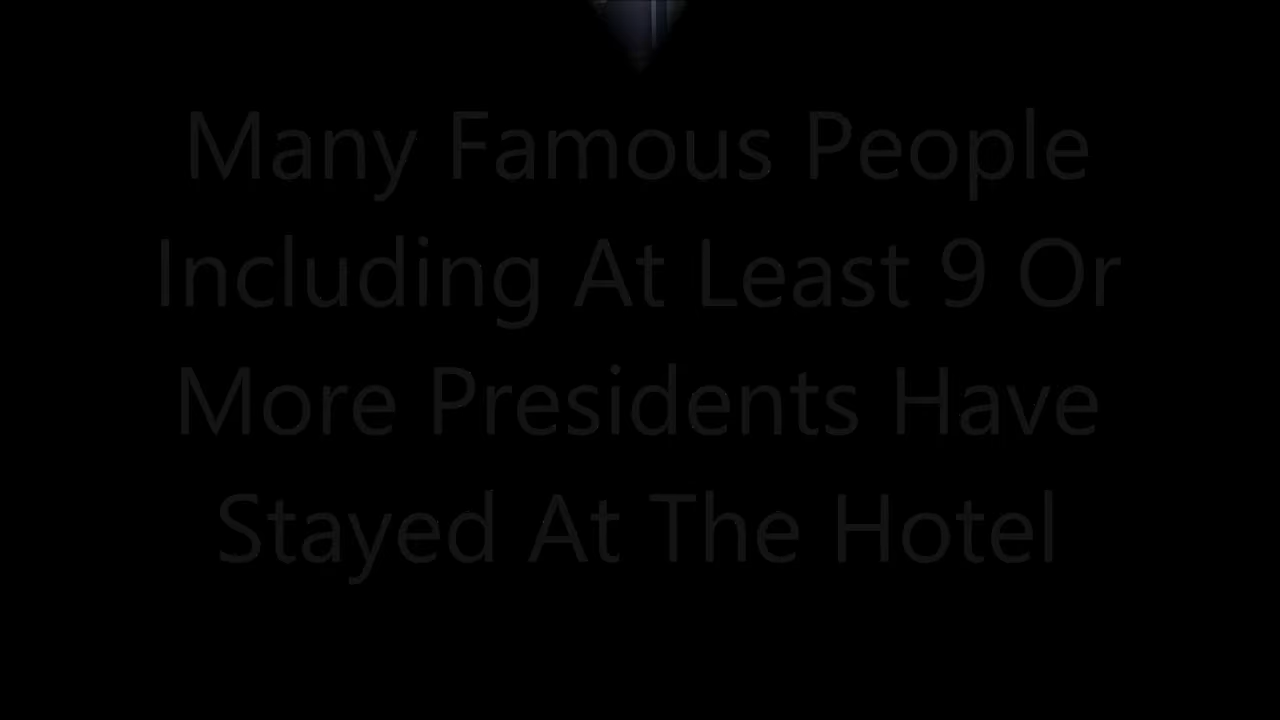 Many Famous People
Including At Least 9 Or
More Presidents Have
Stayed At The Hotel